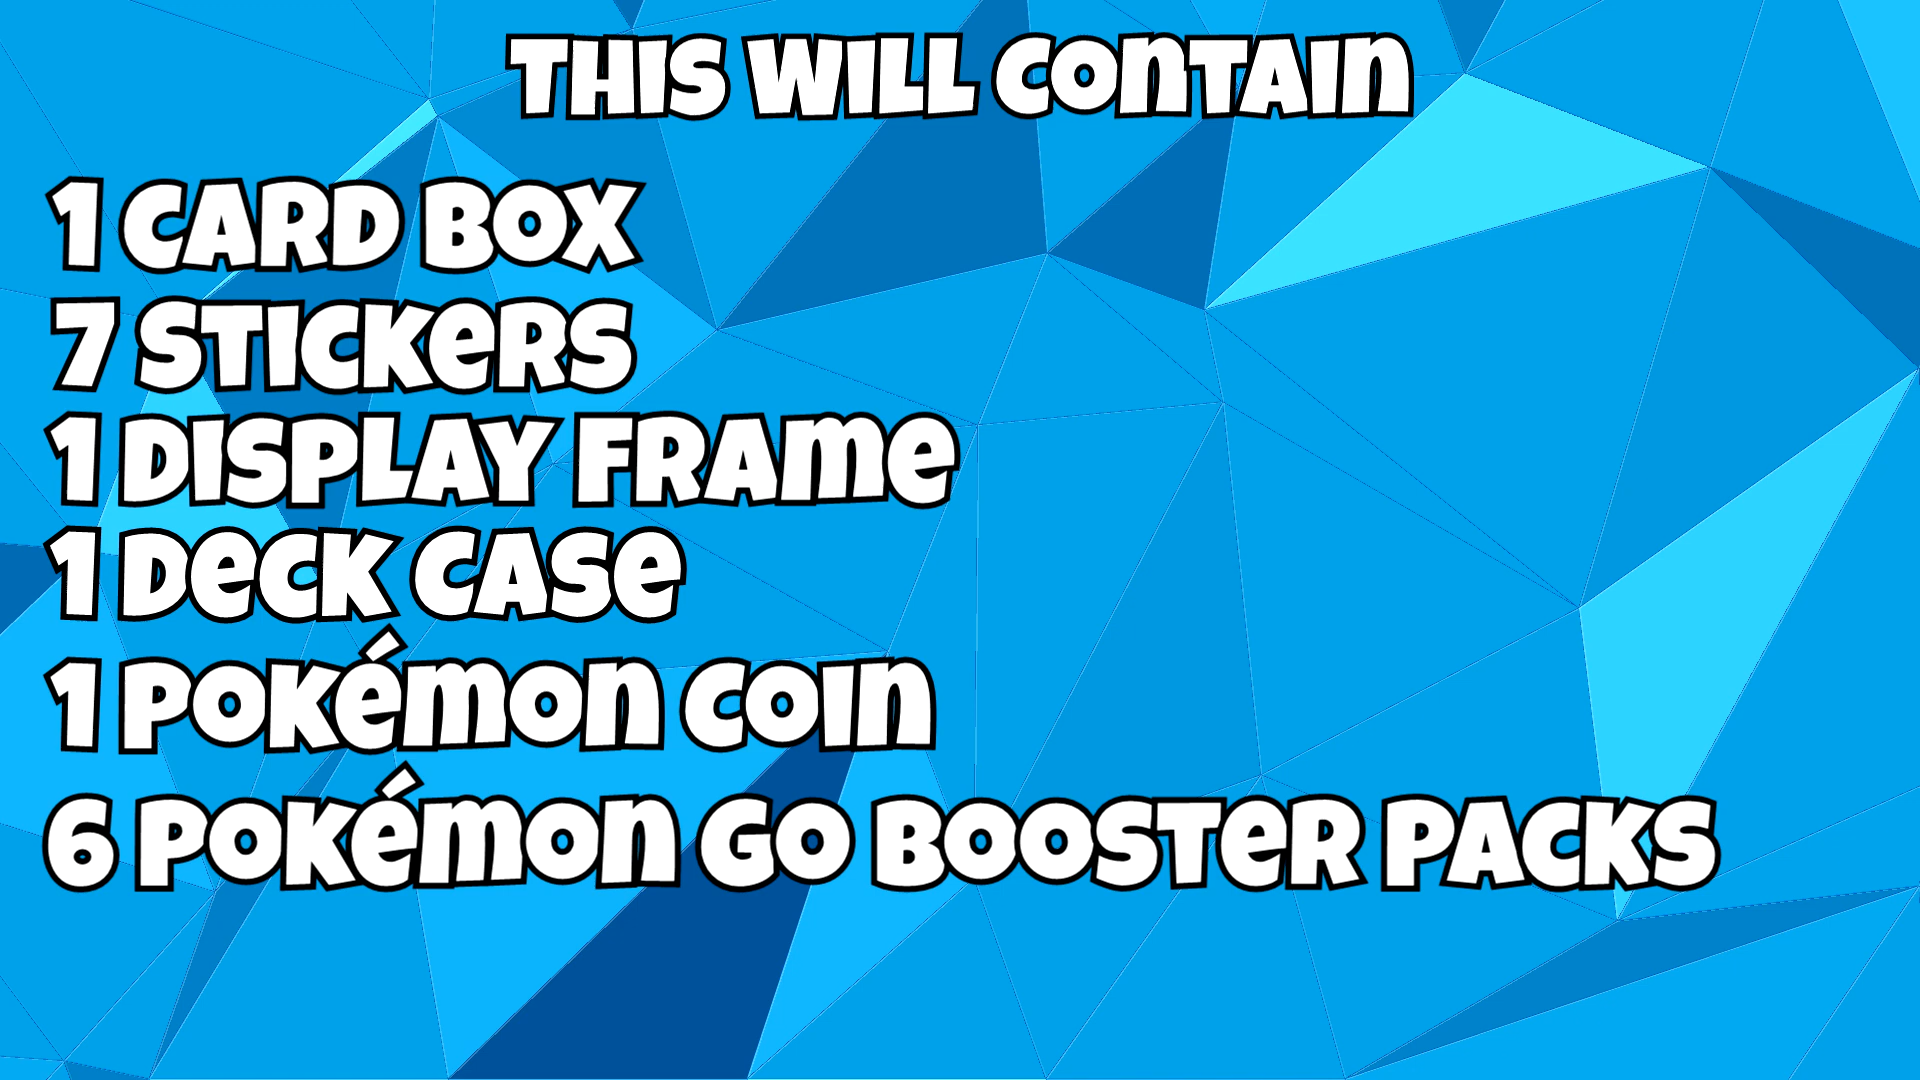 THIS WILL CONTAIN
1 CARD BOX
7 STICKERS
1 DISPLAY FRAME
1 DECK CASE
1 POKÉMON COIN
6 POKÉMON GO BOOSTER PACKS